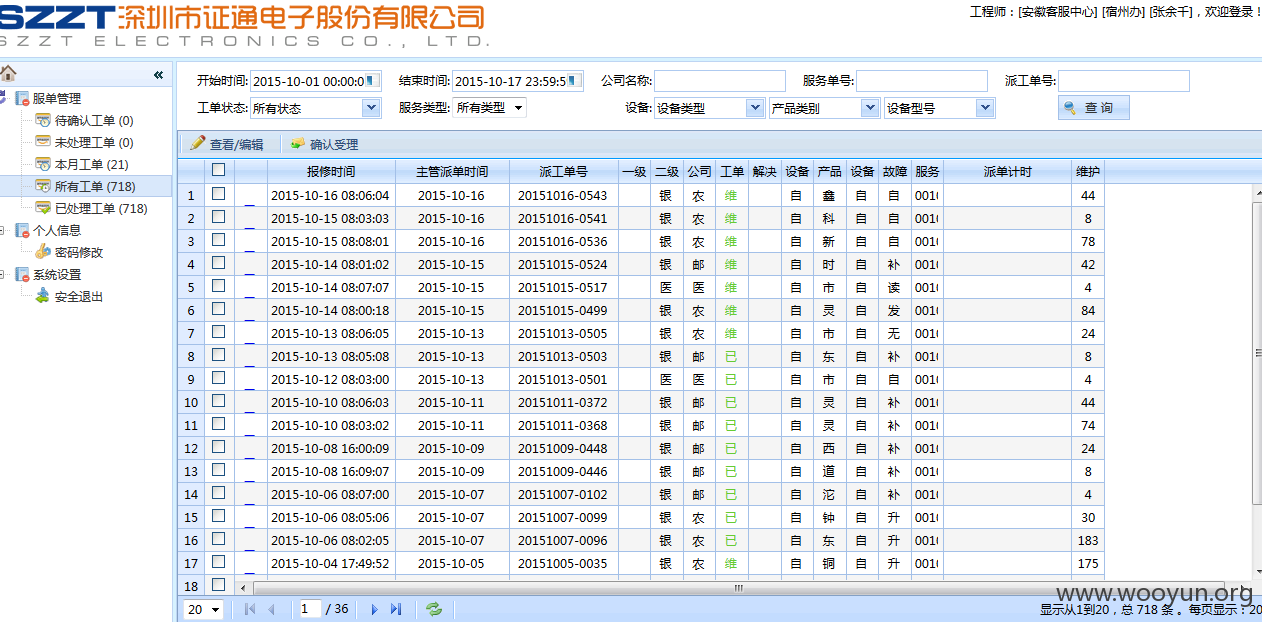 SZZT深圳市证通电子股份有限公司
SZZT ELECTRONICS CO., LTD.
工程师：[安徽客服中心] [宿州办] [张余千]，欢迎登录！
服单管理
待确认工单 (0)
未处理工单 (0)
本月工单 (21)
所有工单 (718)
已处理工单 (718)
个人信息
密码修改
系统设置
安全退出
开始时间: 2015-10-01 00:00:0 结束时间: 2015-10-17 23:59:5 公司名称: 服务单号: 派工单号:
工单状态: 所有状态 服务类型: 所有类型 设备: 设备类型 产品类别 设备型号 查 询
查看/编辑 确认受理
报修时间 主管派单时间 派工单号 一级 二级 公司 工单 解决 设备 产品 设备 故障 服务 派单计时 维护
1 2015-10-16 08:06:04 2015-10-16 20151016-0543 银 农 维 自 鑫 自 自 001 44
2 2015-10-15 08:03:03 2015-10-16 20151016-0541 银 农 维 自 科 自 自 001 8
3 2015-10-15 08:08:01 2015-10-16 20151016-0536 银 农 维 自 新 自 自 001 78
4 2015-10-14 08:01:02 2015-10-15 20151015-0524 银 邮 维 自 时 自 补 001 42
5 2015-10-14 08:07:07 2015-10-15 20151015-0517 医 医 维 自 市 自 读 001 4
6 2015-10-14 08:00:18 2015-10-15 20151015-0499 银 农 维 自 灵 自 发 001 84
7 2015-10-13 08:06:05 2015-10-13 20151013-0505 银 农 维 自 市 自 无 001 24
8 2015-10-13 08:05:08 2015-10-13 20151013-0503 银 邮 已 自 东 自 补 001 8
9 2015-10-12 08:03:00 2015-10-13 20151013-0501 医 医 已 自 市 自 自 001 4
10 2015-10-10 08:06:03 2015-10-11 20151011-0372 银 邮 已 自 灵 自 补 001 44
11 2015-10-10 08:03:02 2015-10-11 20151011-0368 银 邮 已 自 灵 自 补 001 74
12 2015-10-08 16:00:09 2015-10-09 20151009-0448 银 邮 已 自 西 自 补 001 24
13 2015-10-08 16:09:07 2015-10-09 20151009-0446 银 邮 已 自 道 自 补 001 8
14 2015-10-06 08:07:00 2015-10-07 20151007-0102 银 邮 已 自 沱 自 补 001 4
15 2015-10-06 08:05:06 2015-10-07 20151007-0099 银 农 已 自 钟 自 升 001 30
16 2015-10-06 08:02:05 2015-10-07 20151007-0096 银 农 已 自 东 自 升 001 183
17 2015-10-04 17:49:52 2015-10-05 20151005-0035 银 农 维 自 铜 自 升 001 175
18
20 1 / 36 显示从1到20，总 718 条 。每页显示：20
www.wooyun.org